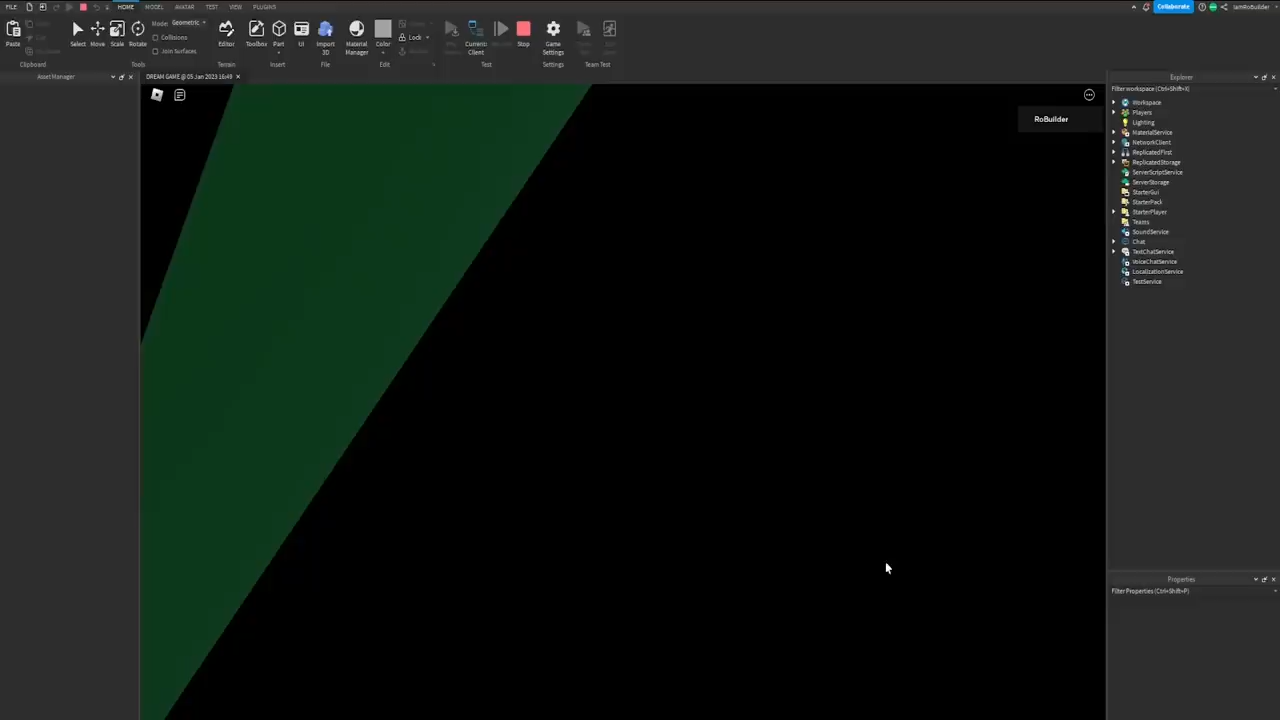 FILE HOME MODEL AVATAR TEST VIEW PLUGINS Collaborate IamRoBuilder
Mode: Geometric
Collisions
Join Surfaces
Lock
Paste Select Move Scale Rotate Editor Toolbox Part UI Import 3D Material Manager Color Current: Client Stop Game Settings
Clipboard Tools Terrain Insert File Edit Test Settings Team Test
Asset Manager
DREAM GAME @ 05 Jan 2023 16:49
RoBuilder
Explorer
Filter workspace (Ctrl+Shift+X)
Workspace
Players
Lighting
MaterialService
NetworkClient
ReplicatedFirst
ReplicatedStorage
ServerScriptService
ServerStorage
StarterGui
StarterPack
StarterPlayer
Teams
SoundService
Chat
TextChatService
VoiceChatService
LocalizationService
TestService
Properties
Filter Properties (Ctrl+Shift+P)